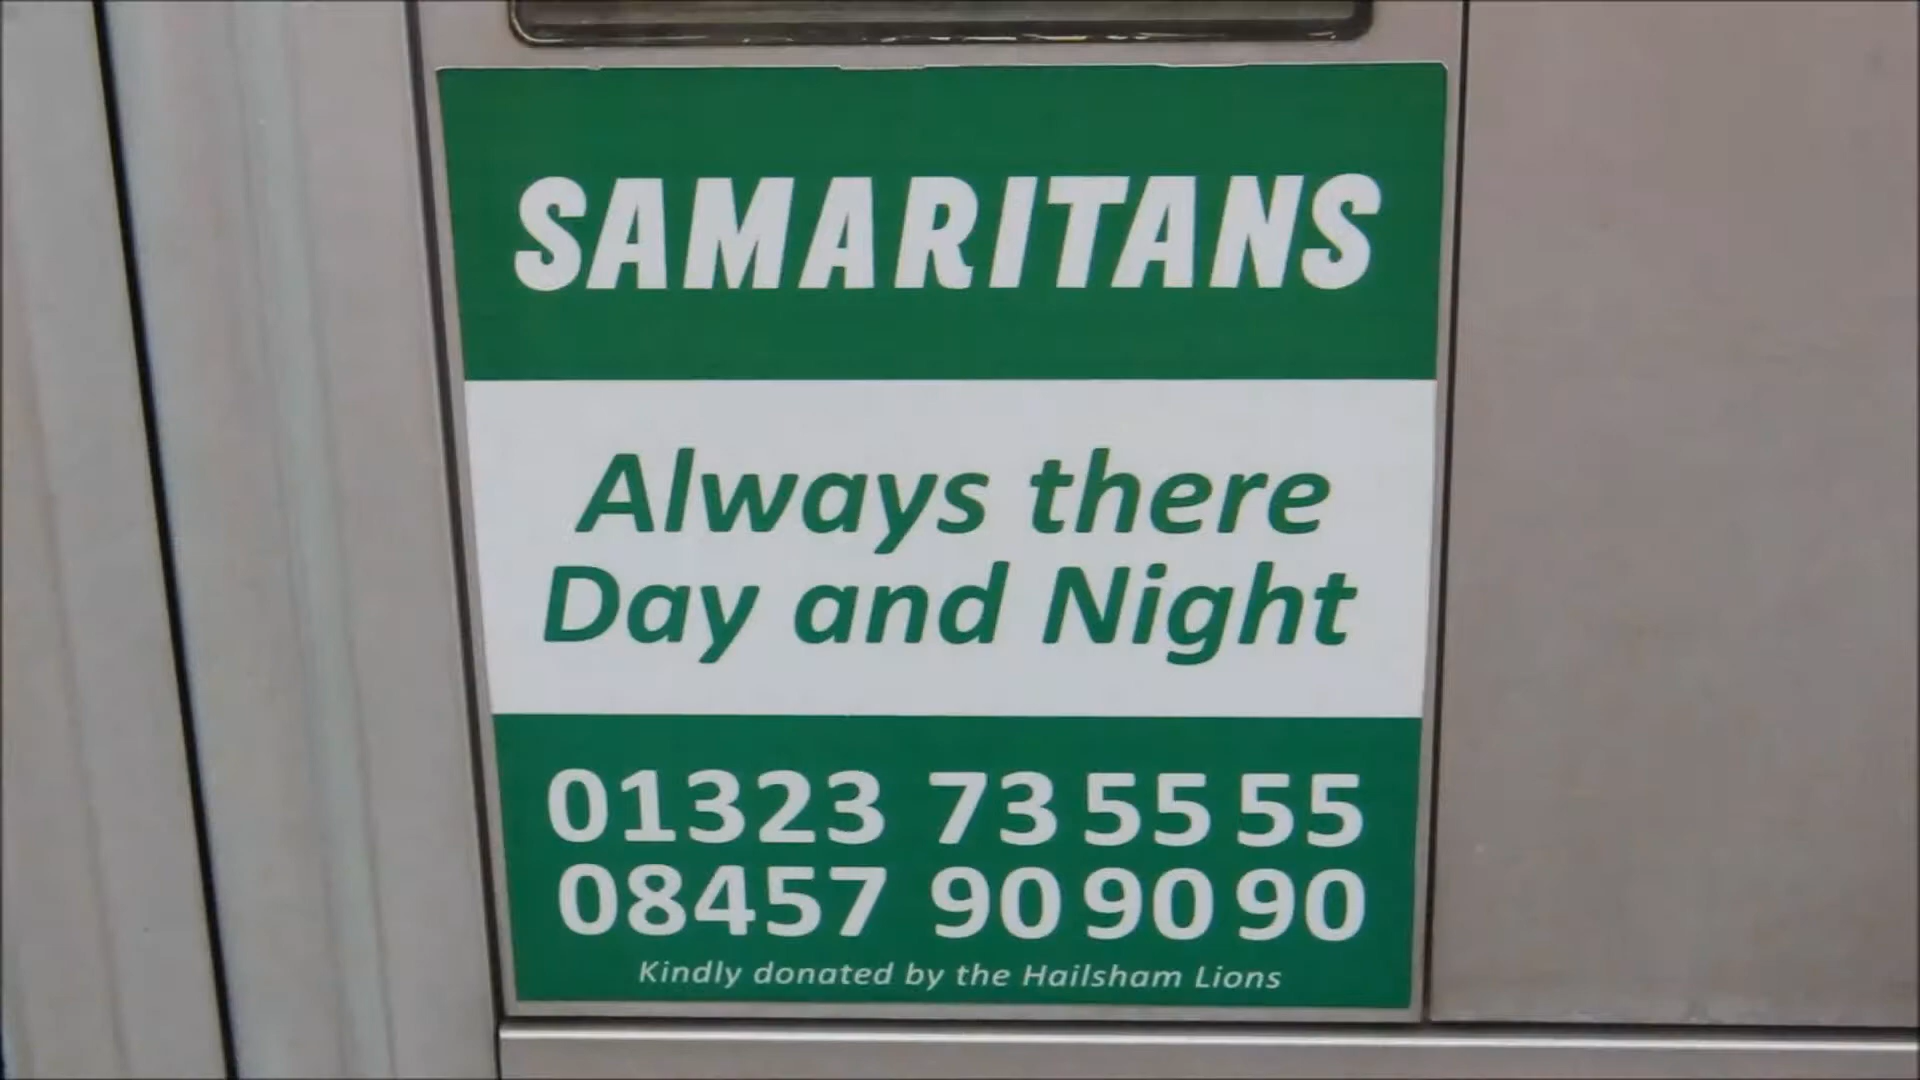 SAMARITANS
Always there
Day and Night
01323 73 55 55
08457 90 90 90
Kindly donated by the Hailsham Lions